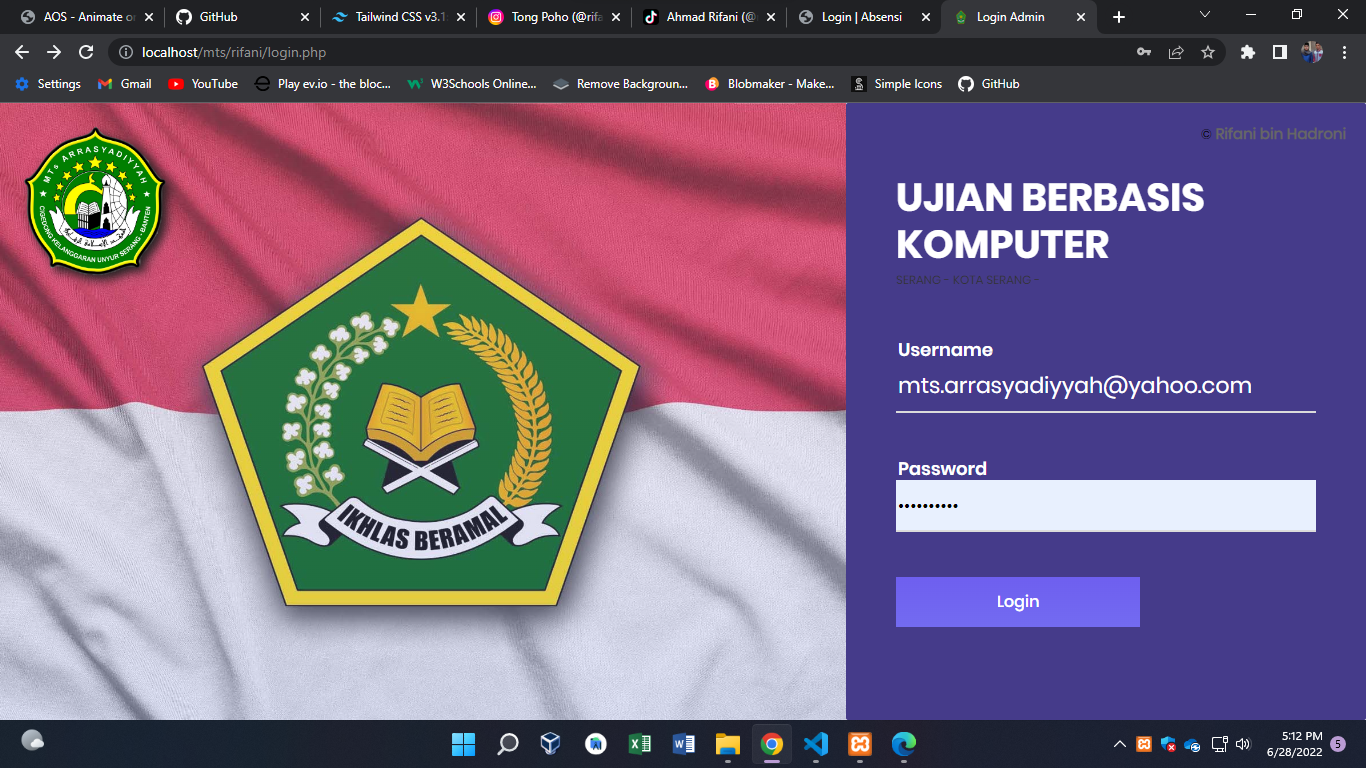 AOS - Animate o
GitHub
Tailwind CSS v3.1
Tong Poho (@rifa
Ahmad Rifani (@
Login | Absensi
Login Admin
localhost/mts/rifani/login.php
Settings
Gmail
YouTube
Play ev.io - the bloc...
W3Schools Online...
Remove Backgroun...
Blobmaker - Make...
Simple Icons
GitHub
MTs ARRASYADIYYAH
CIGEDONG KELANGGARAN UNYUR SERANG - BANTEN
IKHLAS BERAMAL
© Rifani bin Hadroni
UJIAN BERBASIS
KOMPUTER
SERANG - KOTA SERANG -
Username
mts.arrasyadiyyah@yahoo.com
Password
••••••••••
Login
5:12 PM
6/28/2022
5